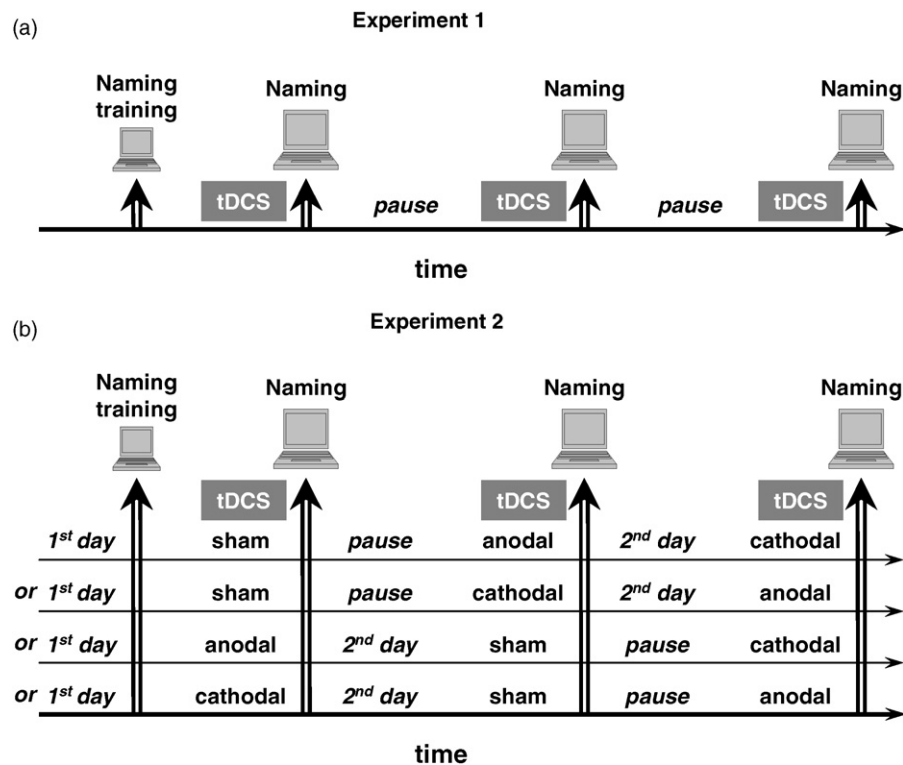 (a)
Experiment 1
Naming training
Naming
Naming
Naming
tDCS
pause
tDCS
pause
tDCS
time
(b)
Experiment 2
Naming training
Naming
Naming
Naming
tDCS
tDCS
tDCS
1st day sham pause anodal 2nd day cathodal
or 1st day sham pause cathodal 2nd day anodal
or 1st day anodal 2nd day sham pause cathodal
or 1st day cathodal 2nd day sham pause anodal
time